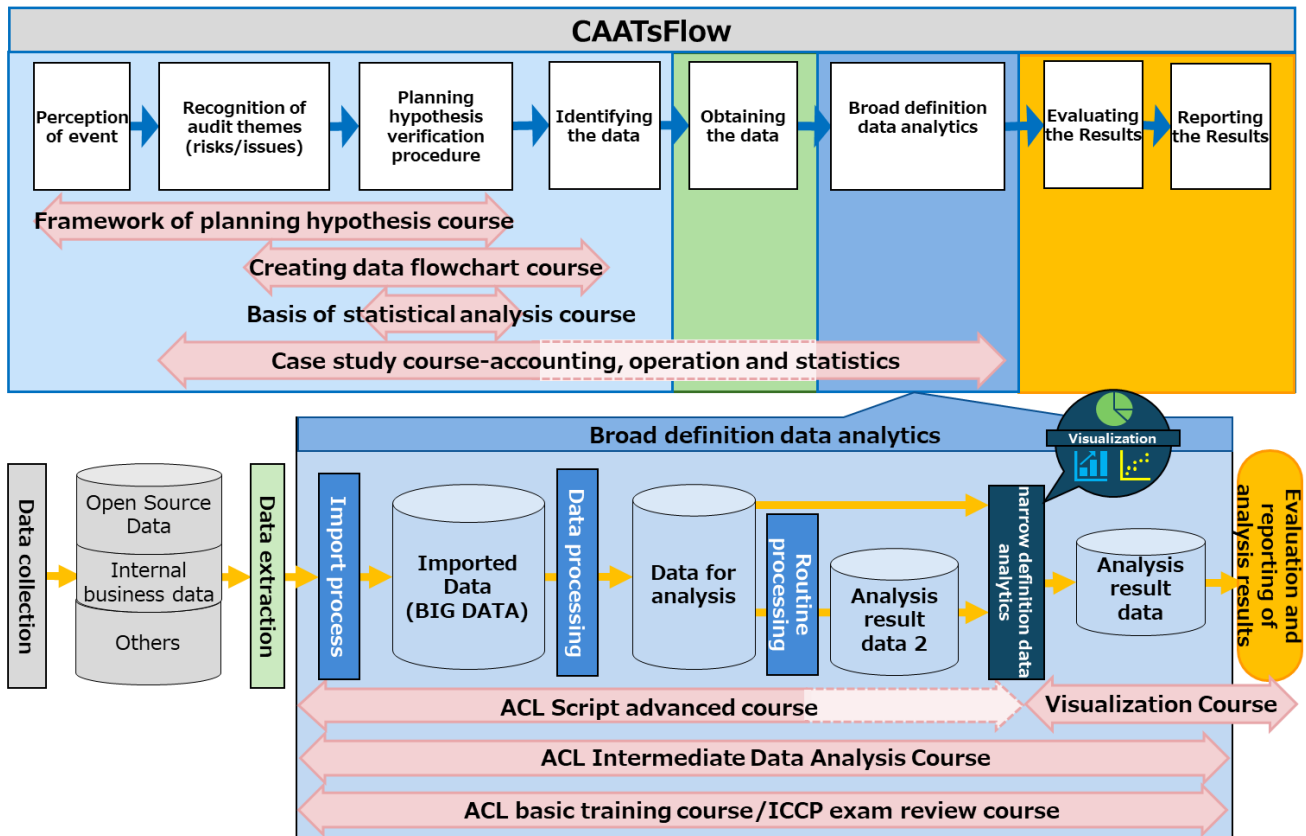 CAATsFlow
Perception
of event
Recognition of
audit themes
(risks/issues)
Planning
hypothesis
verification
procedure
Identifying
the data
Obtaining
the data
Broad definition
data analytics
Evaluating
the Results
Reporting
the Results
Framework of planning hypothesis course
Creating data flowchart course
Basis of statistical analysis course
Case study course-accounting, operation and statistics
Broad definition data analytics
Visualization
Data collection
Open Source
Data
Internal
business data
Others
Data extraction
Import process
Imported
Data
(BIG DATA)
Data processing
Data for
analysis
Routine
processing
Analysis
result
data 2
narrow definition data
analytics
Analysis
result
data
Evaluation and
reporting of
analysis results
ACL Script advanced course
Visualization Course
ACL Intermediate Data Analysis Course
ACL basic training course/ICCP exam review course